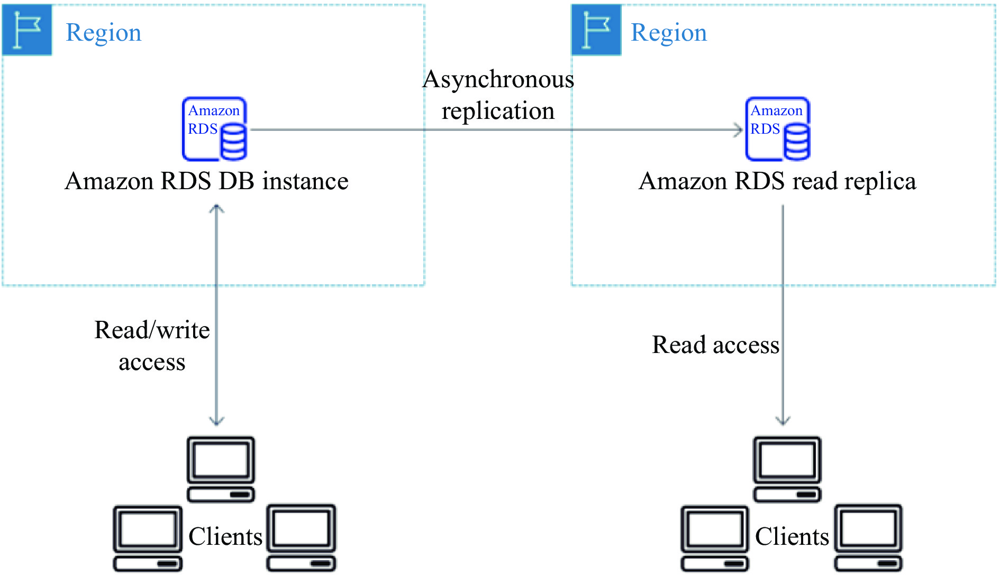 Region
Region
Asynchronous
replication
Amazon
RDS
Amazon
RDS
Amazon RDS DB instance
Amazon RDS read replica
Read/write
access
Read access
Clients
Clients